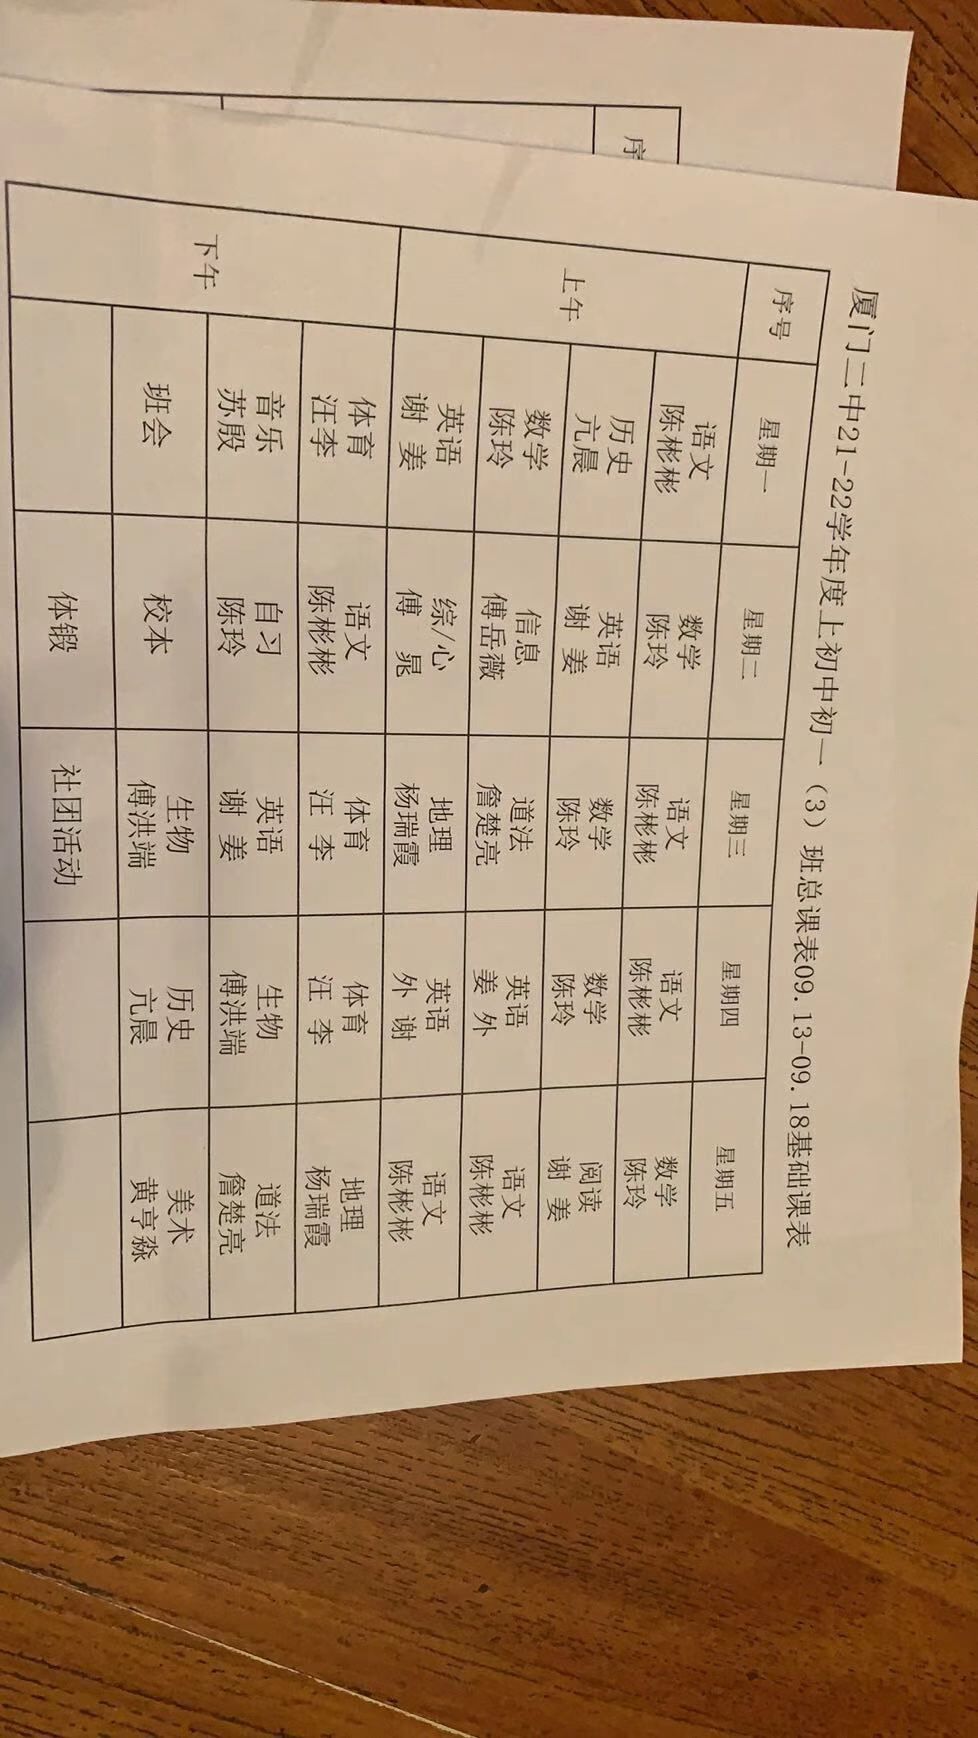 序
厦门二中21-22学年度上初中初一（3）班总课表09.13-09.18基础课表
序号 星期一 星期二 星期三 星期四 星期五
上午
语文 数学 语文 语文 数学
陈彬彬 陈玲 陈彬彬 陈彬彬 陈玲
历史 英语 数学 数学 阅读
亢晨 谢 姜 陈玲 陈玲 谢 姜
数学 信息 道法 英语 语文
陈玲 傅岳薇 詹楚亮 姜 外 陈彬彬
英语 综/心 地理 英语 语文
谢 姜 傅 晁 杨瑞霞 外 谢 陈彬彬
下午
体育 语文 体育 体育 地理
汪李 陈彬彬 汪 李 汪 李 杨瑞霞
音乐 自习 英语 生物 道法
苏殷 陈玲 谢 姜 傅洪端 詹楚亮
班会 校本 生物 历史 美术
傅洪端 亢晨 黄亨淼
体锻 社团活动